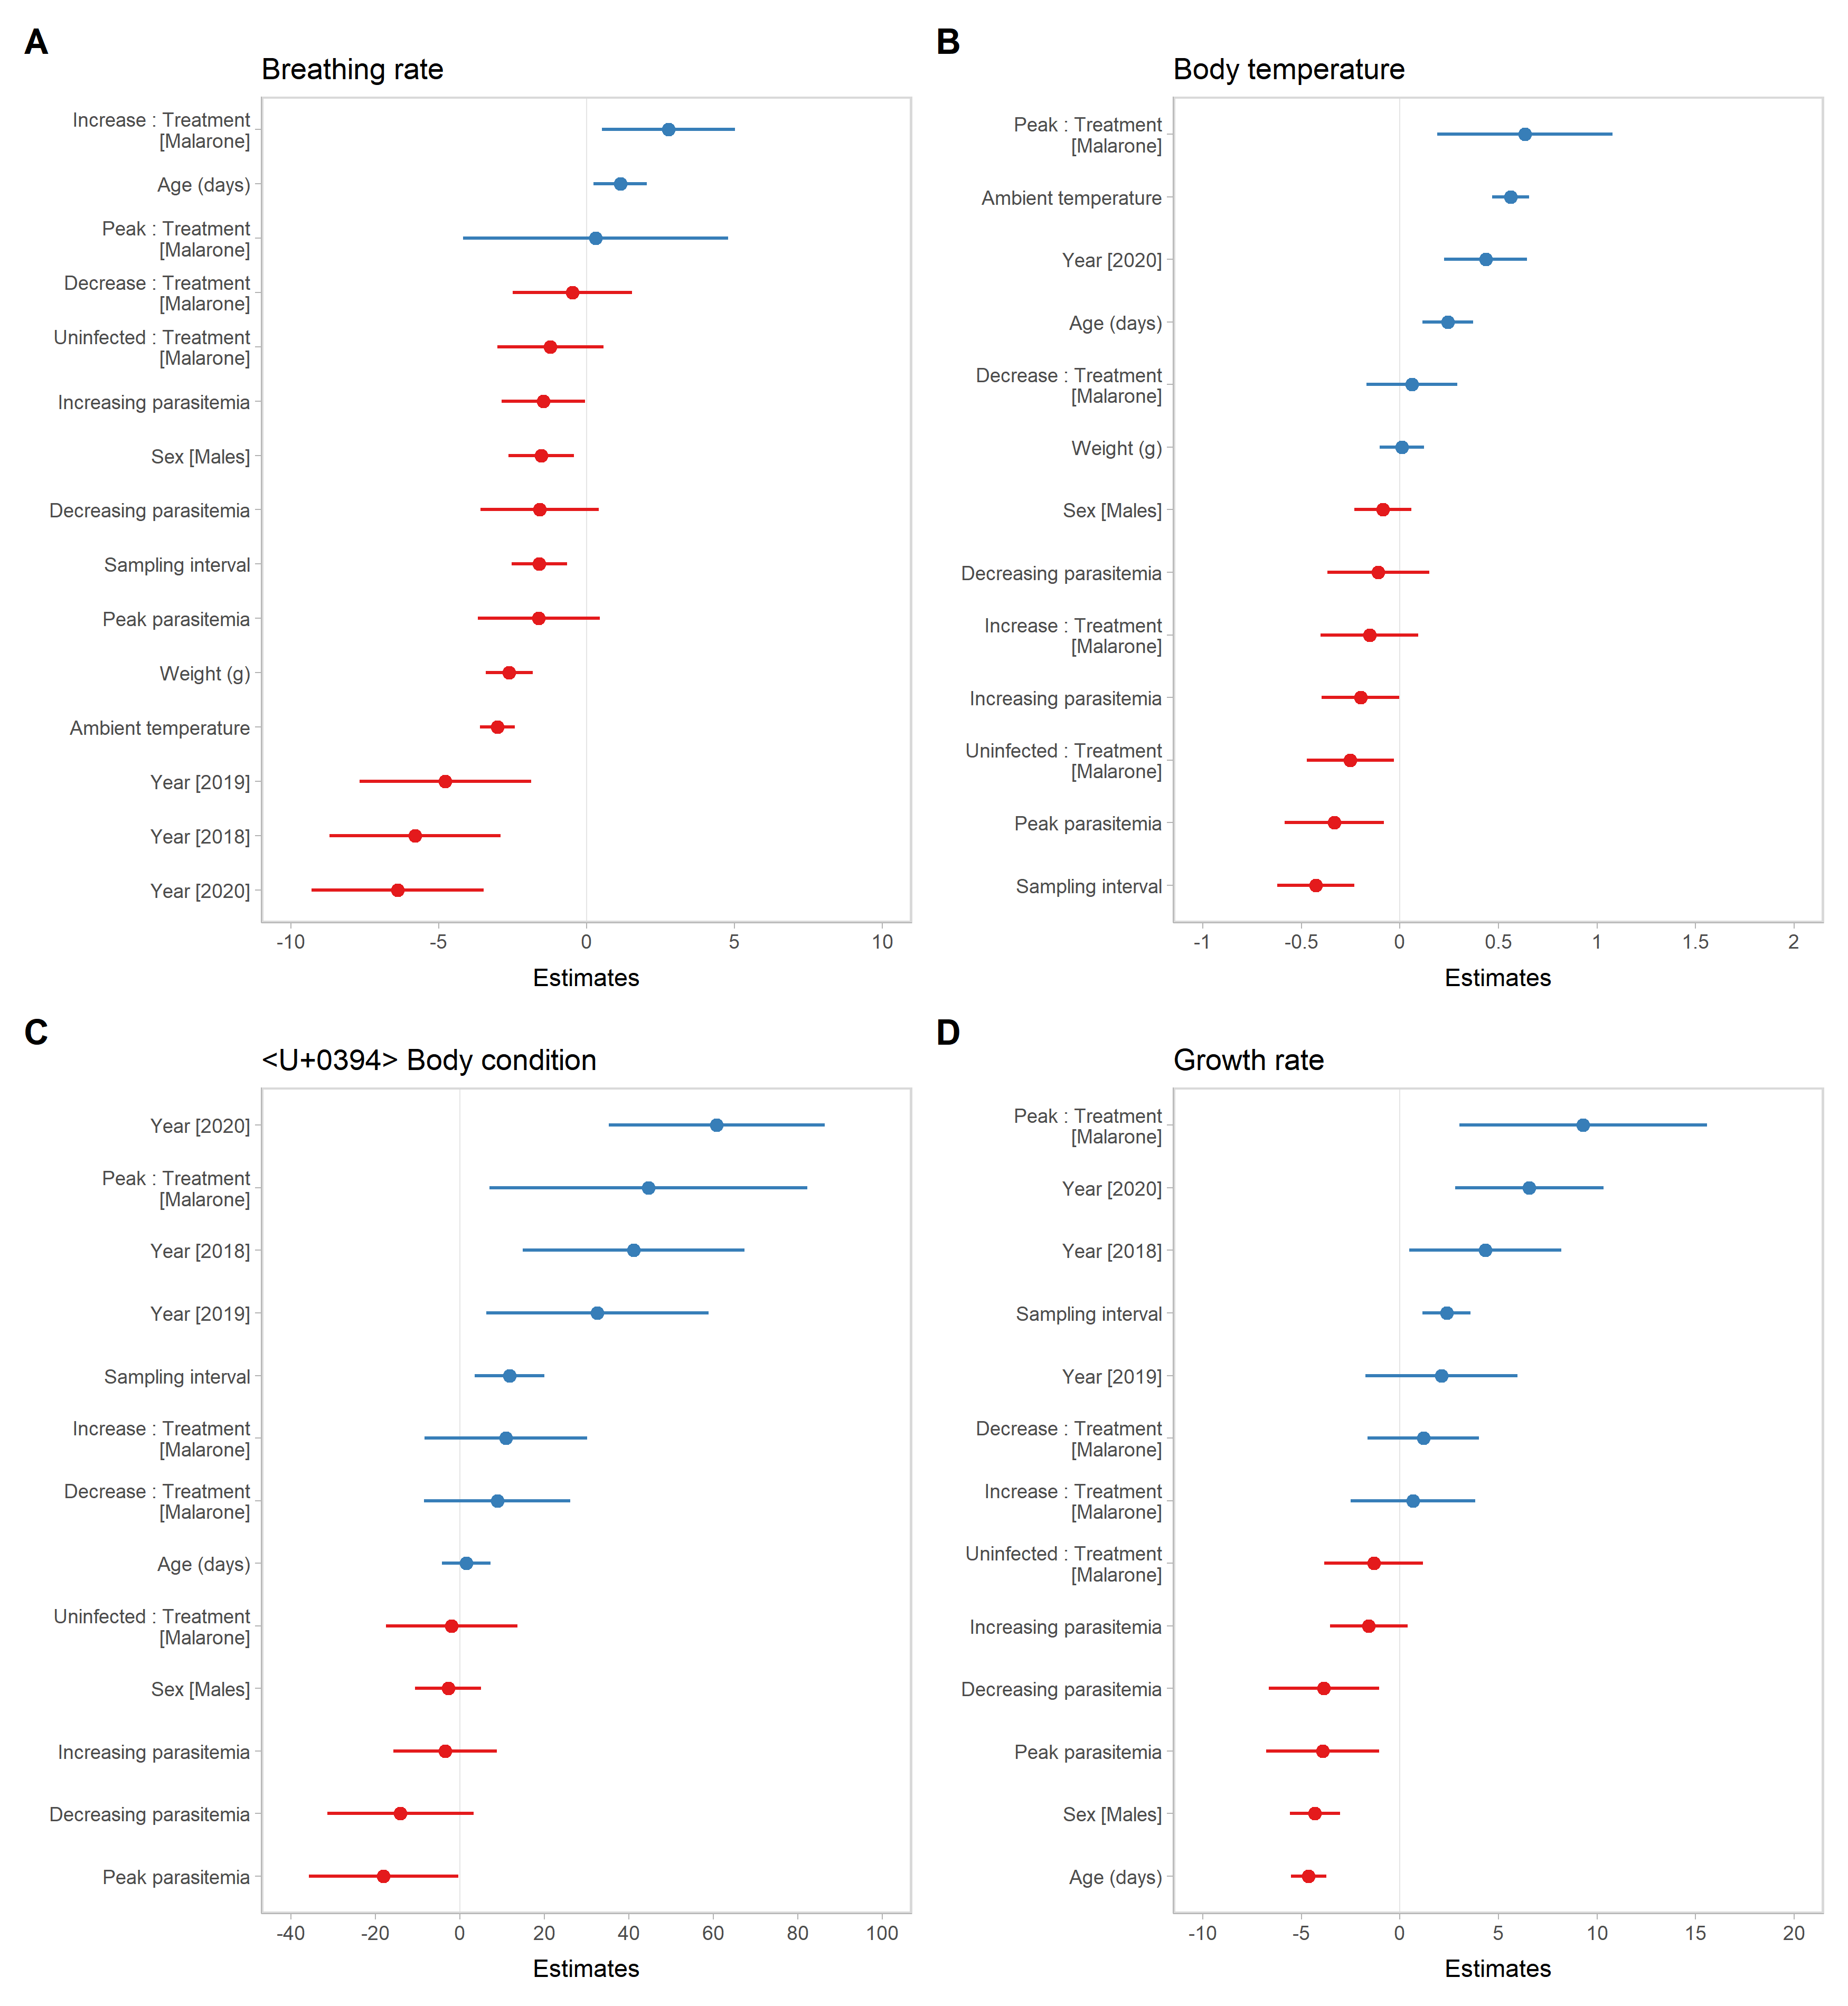 A
Breathing rate
Increase : Treatment
[Malarone]
Age (days)
Peak : Treatment
[Malarone]
Decrease : Treatment
[Malarone]
Uninfected : Treatment
[Malarone]
Increasing parasitemia
Sex [Males]
Decreasing parasitemia
Sampling interval
Peak parasitemia
Weight (g)
Ambient temperature
Year [2019]
Year [2018]
Year [2020]
-10 -5 0 5 10
Estimates
B
Body temperature
Peak : Treatment
[Malarone]
Ambient temperature
Year [2020]
Age (days)
Decrease : Treatment
[Malarone]
Weight (g)
Sex [Males]
Decreasing parasitemia
Increase : Treatment
[Malarone]
Increasing parasitemia
Uninfected : Treatment
[Malarone]
Peak parasitemia
Sampling interval
-1 -0.5 0 0.5 1 1.5 2
Estimates
C
<U+0394> Body condition
Year [2020]
Peak : Treatment
[Malarone]
Year [2018]
Year [2019]
Sampling interval
Increase : Treatment
[Malarone]
Decrease : Treatment
[Malarone]
Age (days)
Uninfected : Treatment
[Malarone]
Sex [Males]
Increasing parasitemia
Decreasing parasitemia
Peak parasitemia
-40 -20 0 20 40 60 80 100
Estimates
D
Growth rate
Peak : Treatment
[Malarone]
Year [2020]
Year [2018]
Sampling interval
Year [2019]
Decrease : Treatment
[Malarone]
Increase : Treatment
[Malarone]
Uninfected : Treatment
[Malarone]
Increasing parasitemia
Decreasing parasitemia
Peak parasitemia
Sex [Males]
Age (days)
-10 -5 0 5 10 15 20
Estimates